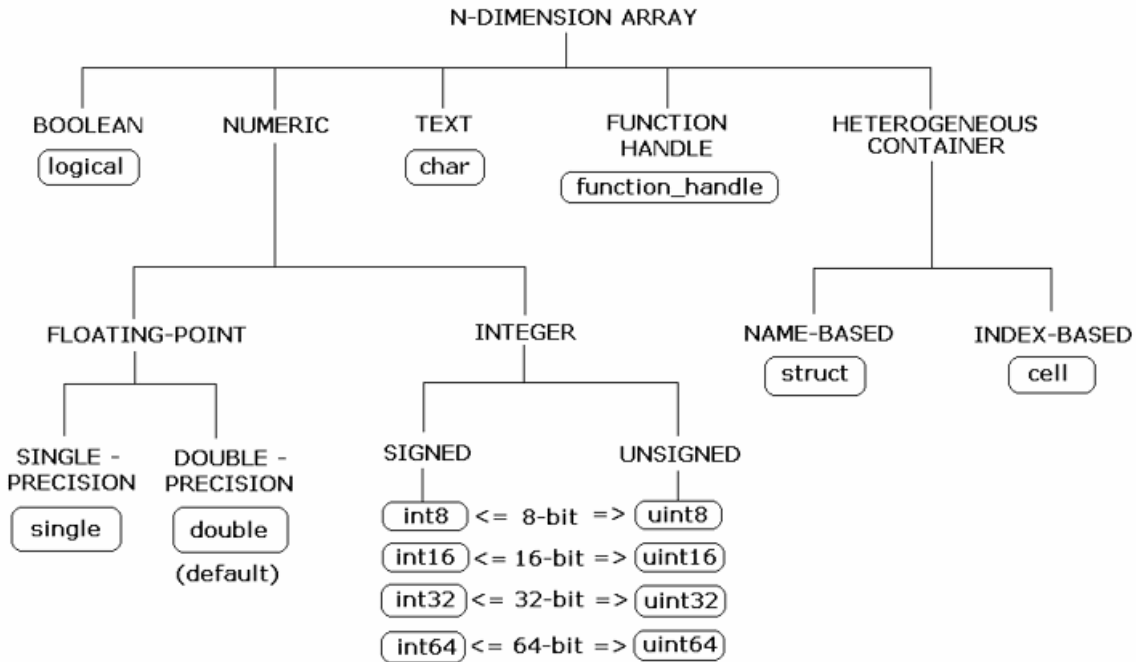 N-DIMENSION ARRAY
BOOLEAN
logical
NUMERIC
TEXT
char
FUNCTION
HANDLE
function_handle
HETEROGENEOUS
CONTAINER
FLOATING-POINT
INTEGER
NAME-BASED
struct
INDEX-BASED
cell
SINGLE -
PRECISION
single
DOUBLE -
PRECISION
double
(default)
SIGNED
UNSIGNED
int8 <= 8-bit => uint8
int16 <= 16-bit => uint16
int32 <= 32-bit => uint32
int64 <= 64-bit => uint64